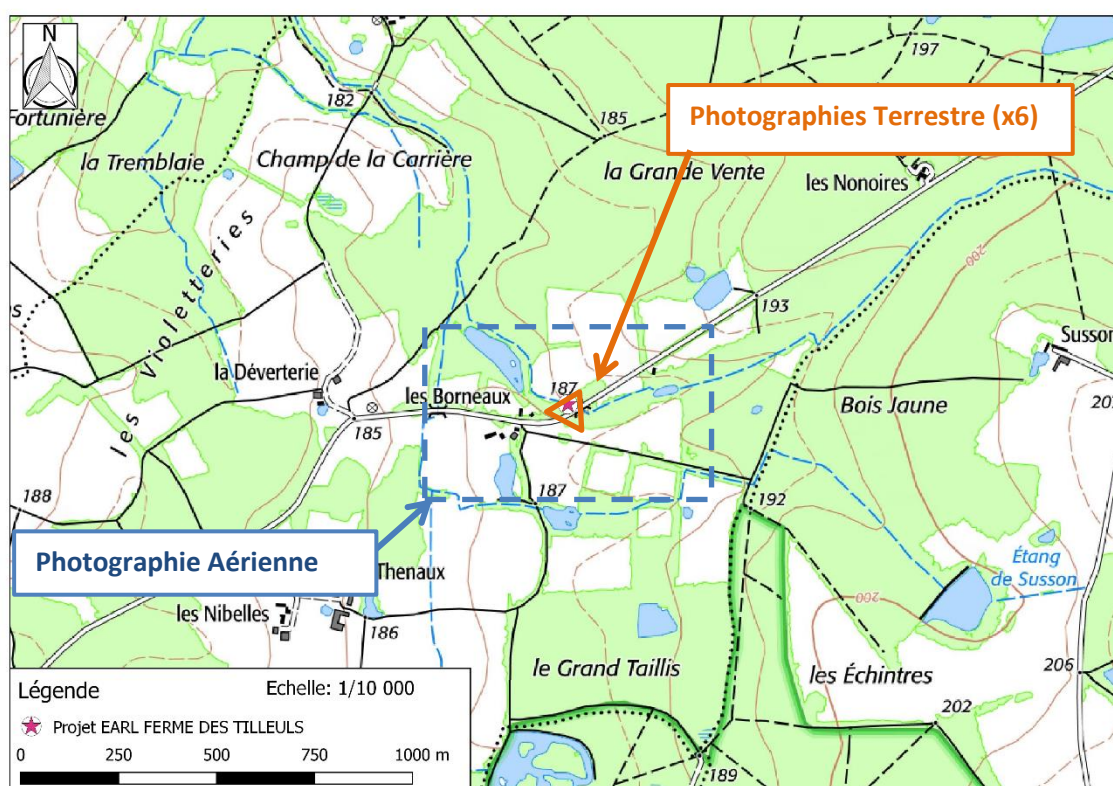 N
197
Fortunière
182
185
Photographies Terrestre (x6)
la Tremblaie
Champ de la Carrière
la Grande Vente
les Nonoires
200
les Violetteries
193
Susson
la Déverterie
187
les Borneaux
Bois Jaune
185
188
187
192
Photographie Aérienne
Thenaux
Étang
de Susson
200
les Nibelles
186
le Grand Taillis
les Échintres
206
202
189
Légende
Echelle: 1/10 000
Projet EARL FERME DES TILLEULS
0 250 500 750 1000 m